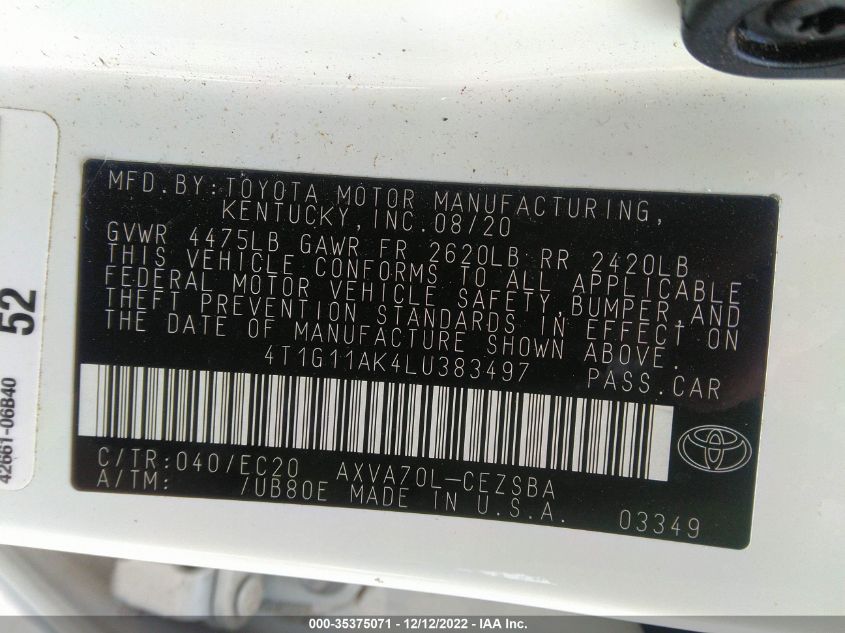 MFD. BY: TOYOTA MOTOR MANUFACTURING,
KENTUCKY, INC. 08/20
GVWR 4475LB GAWR FR 2620LB RR 2420LB
THIS VEHICLE CONFORMS TO ALL APPLICABLE
FEDERAL MOTOR VEHICLE SAFETY, BUMPER, AND
THEFT PREVENTION STANDARDS IN EFFECT ON
THE DATE OF MANUFACTURE SHOWN ABOVE.
4T1G11AK4LU383497 PASS. CAR
C/TR: 040/EC20 AXVA70L-CEZSBA
A/TM: /UB80E MADE IN U.S.A. 03349
52
42661-06B40
000-35375071 - 12/12/2022 - IAA Inc.